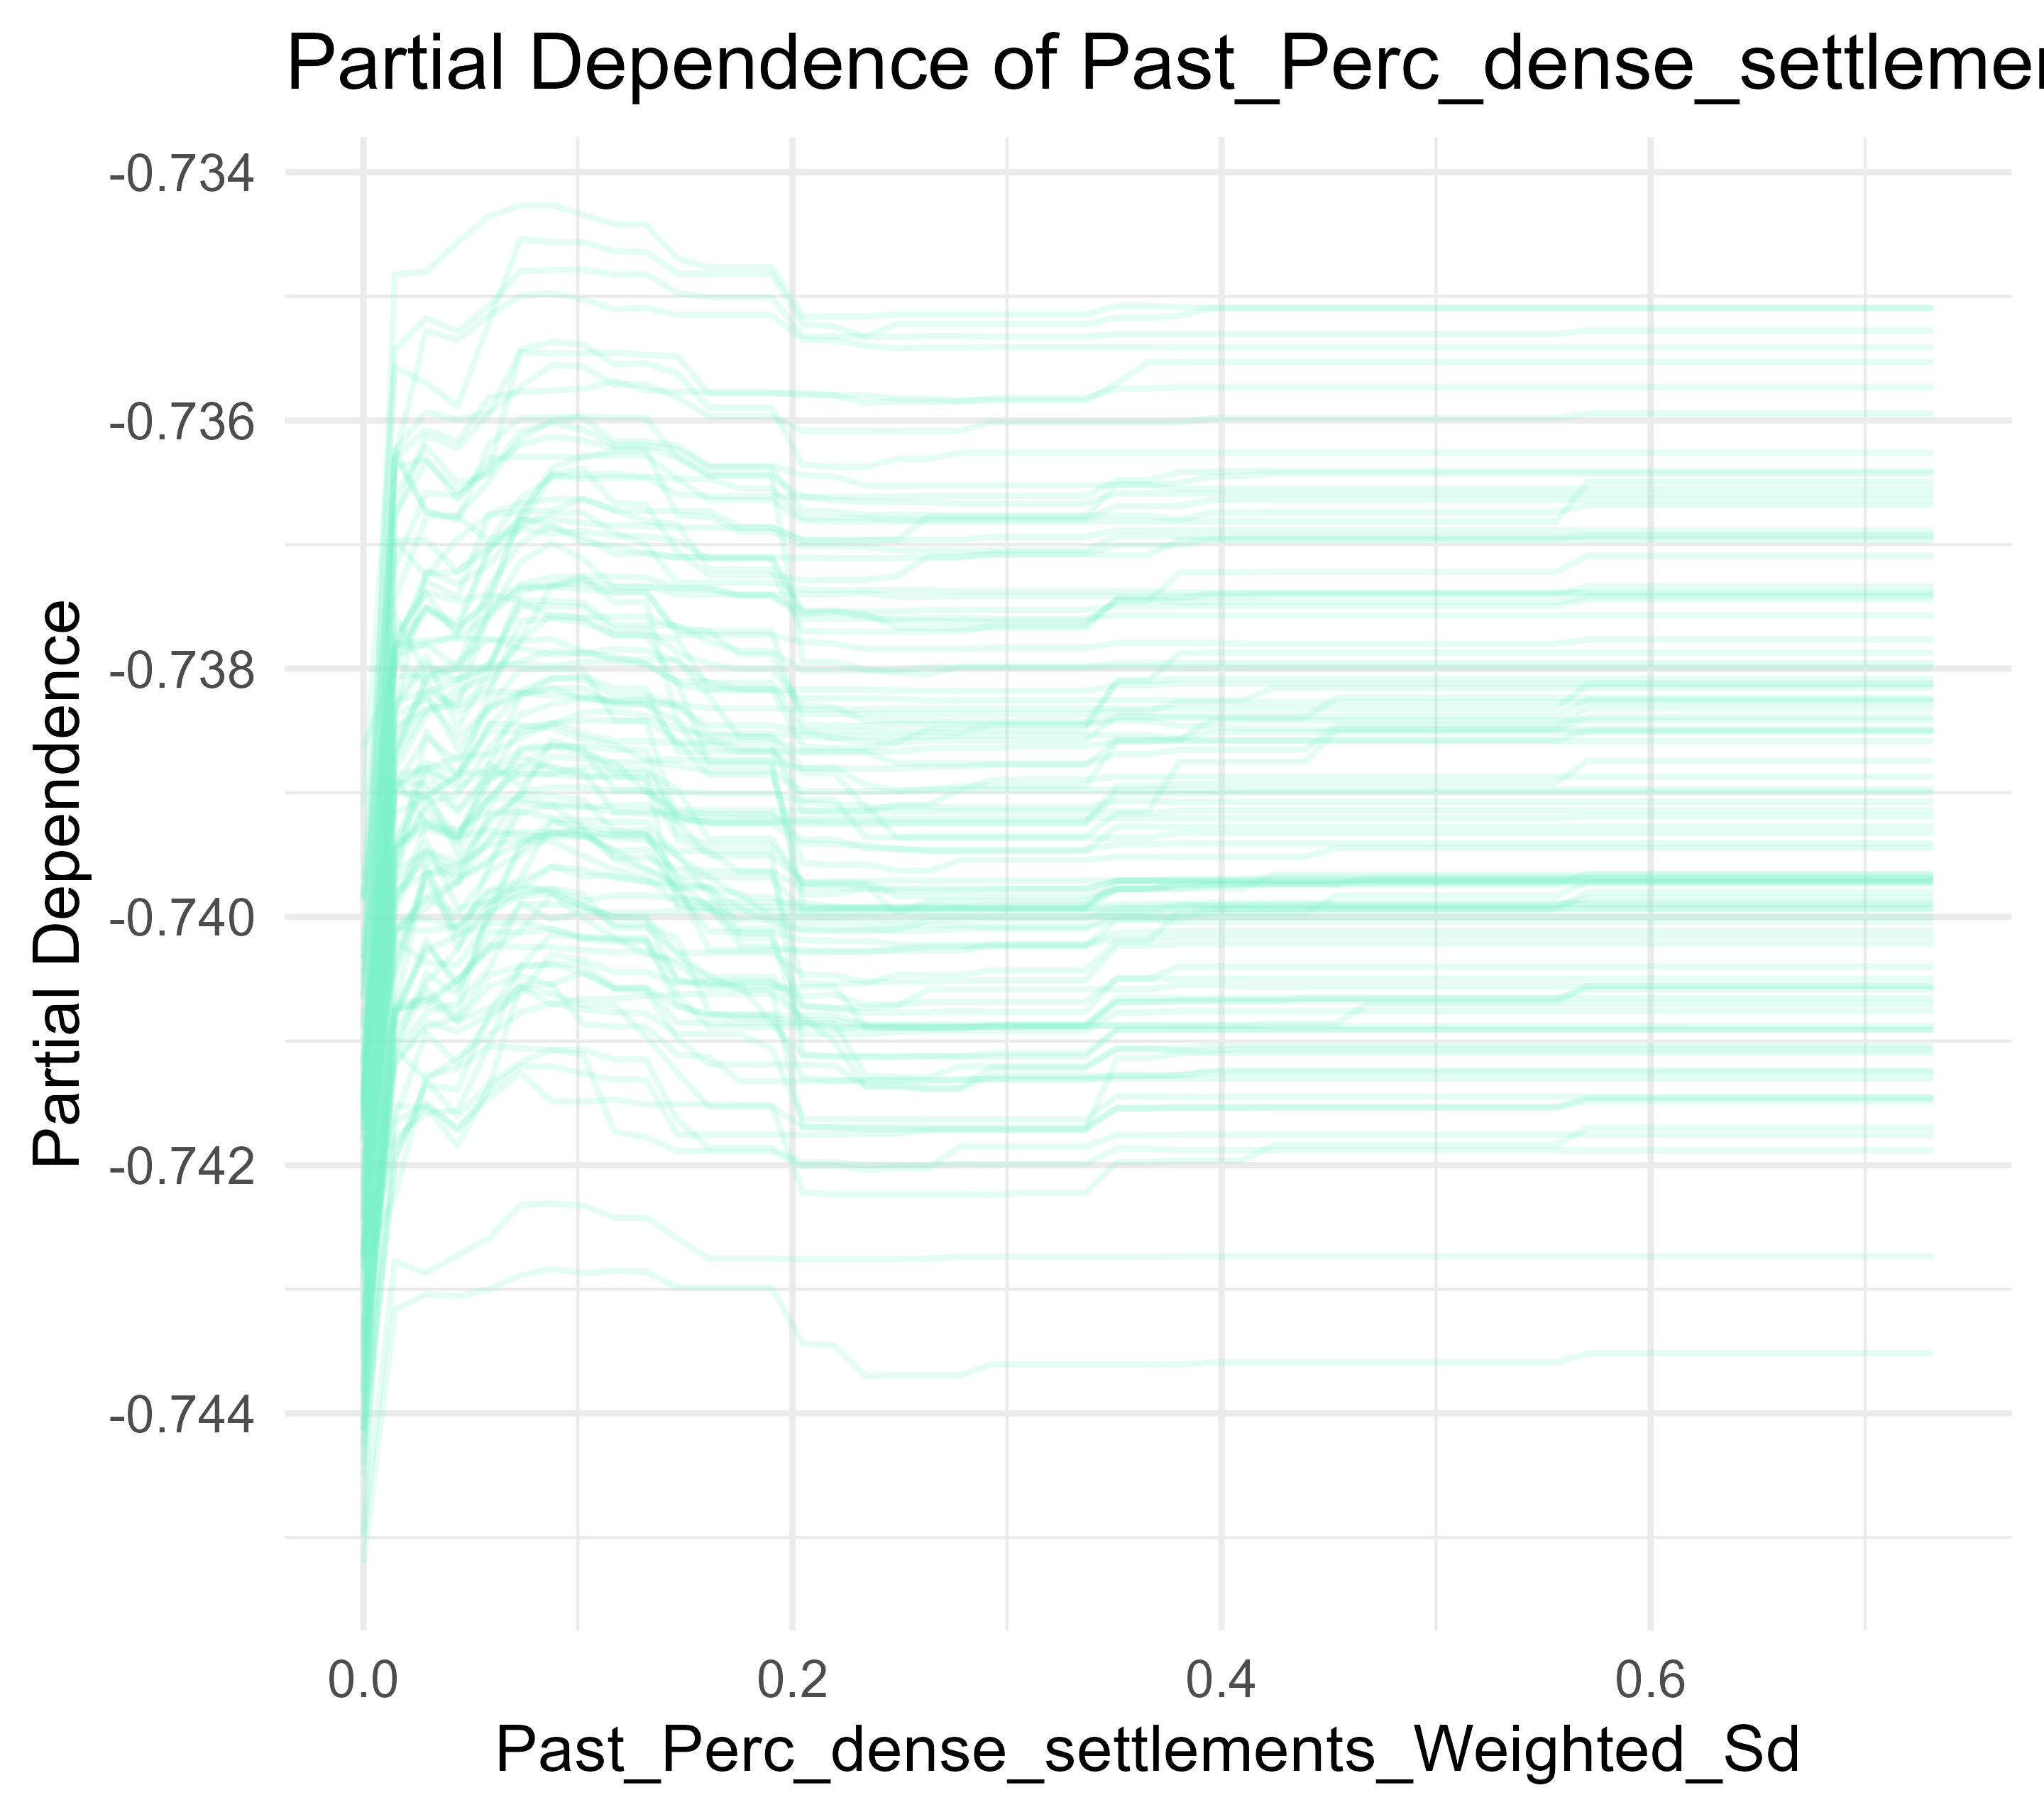 Partial Dependence of Past_Perc_dense_settlemer
-0.734
-0.736
-0.738
-0.740
-0.742
-0.744
Partial Dependence
0.0 0.2 0.4 0.6
Past_Perc_dense_settlements_Weighted_Sd